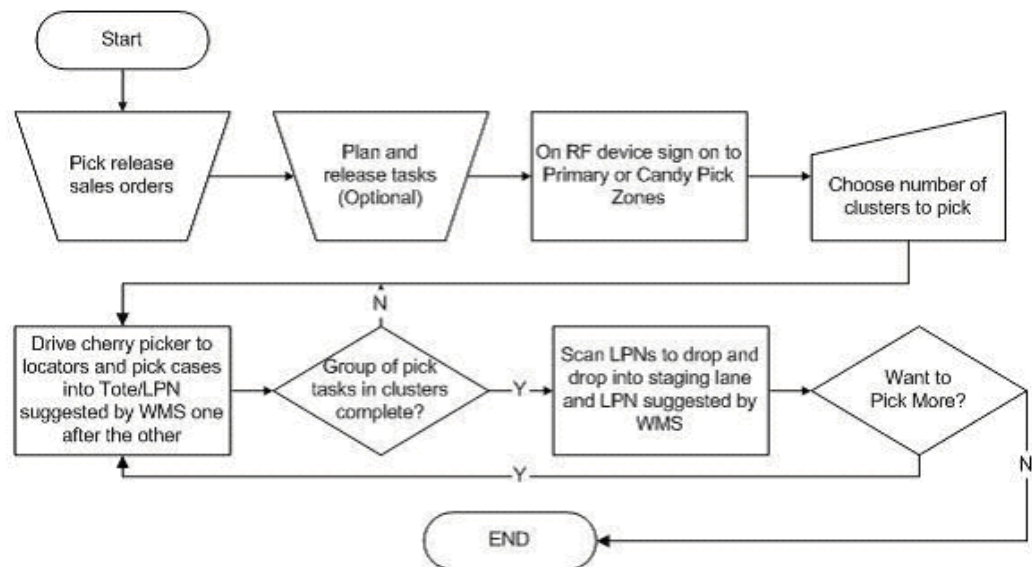 Start
Pick release
sales orders
Plan and
release tasks
(Optional)
On RF device sign on to
Primary or Candy Pick
Zones
Choose number of
clusters to pick
N
Drive cherry picker to
locators and pick cases
into Tote/LPN
suggested by WMS one
after the other
Group of pick
tasks in clusters
complete?
Y
Scan LPNs to drop and
drop into staging lane
and LPN suggested by
WMS
Want to
Pick More?
N
Y
END